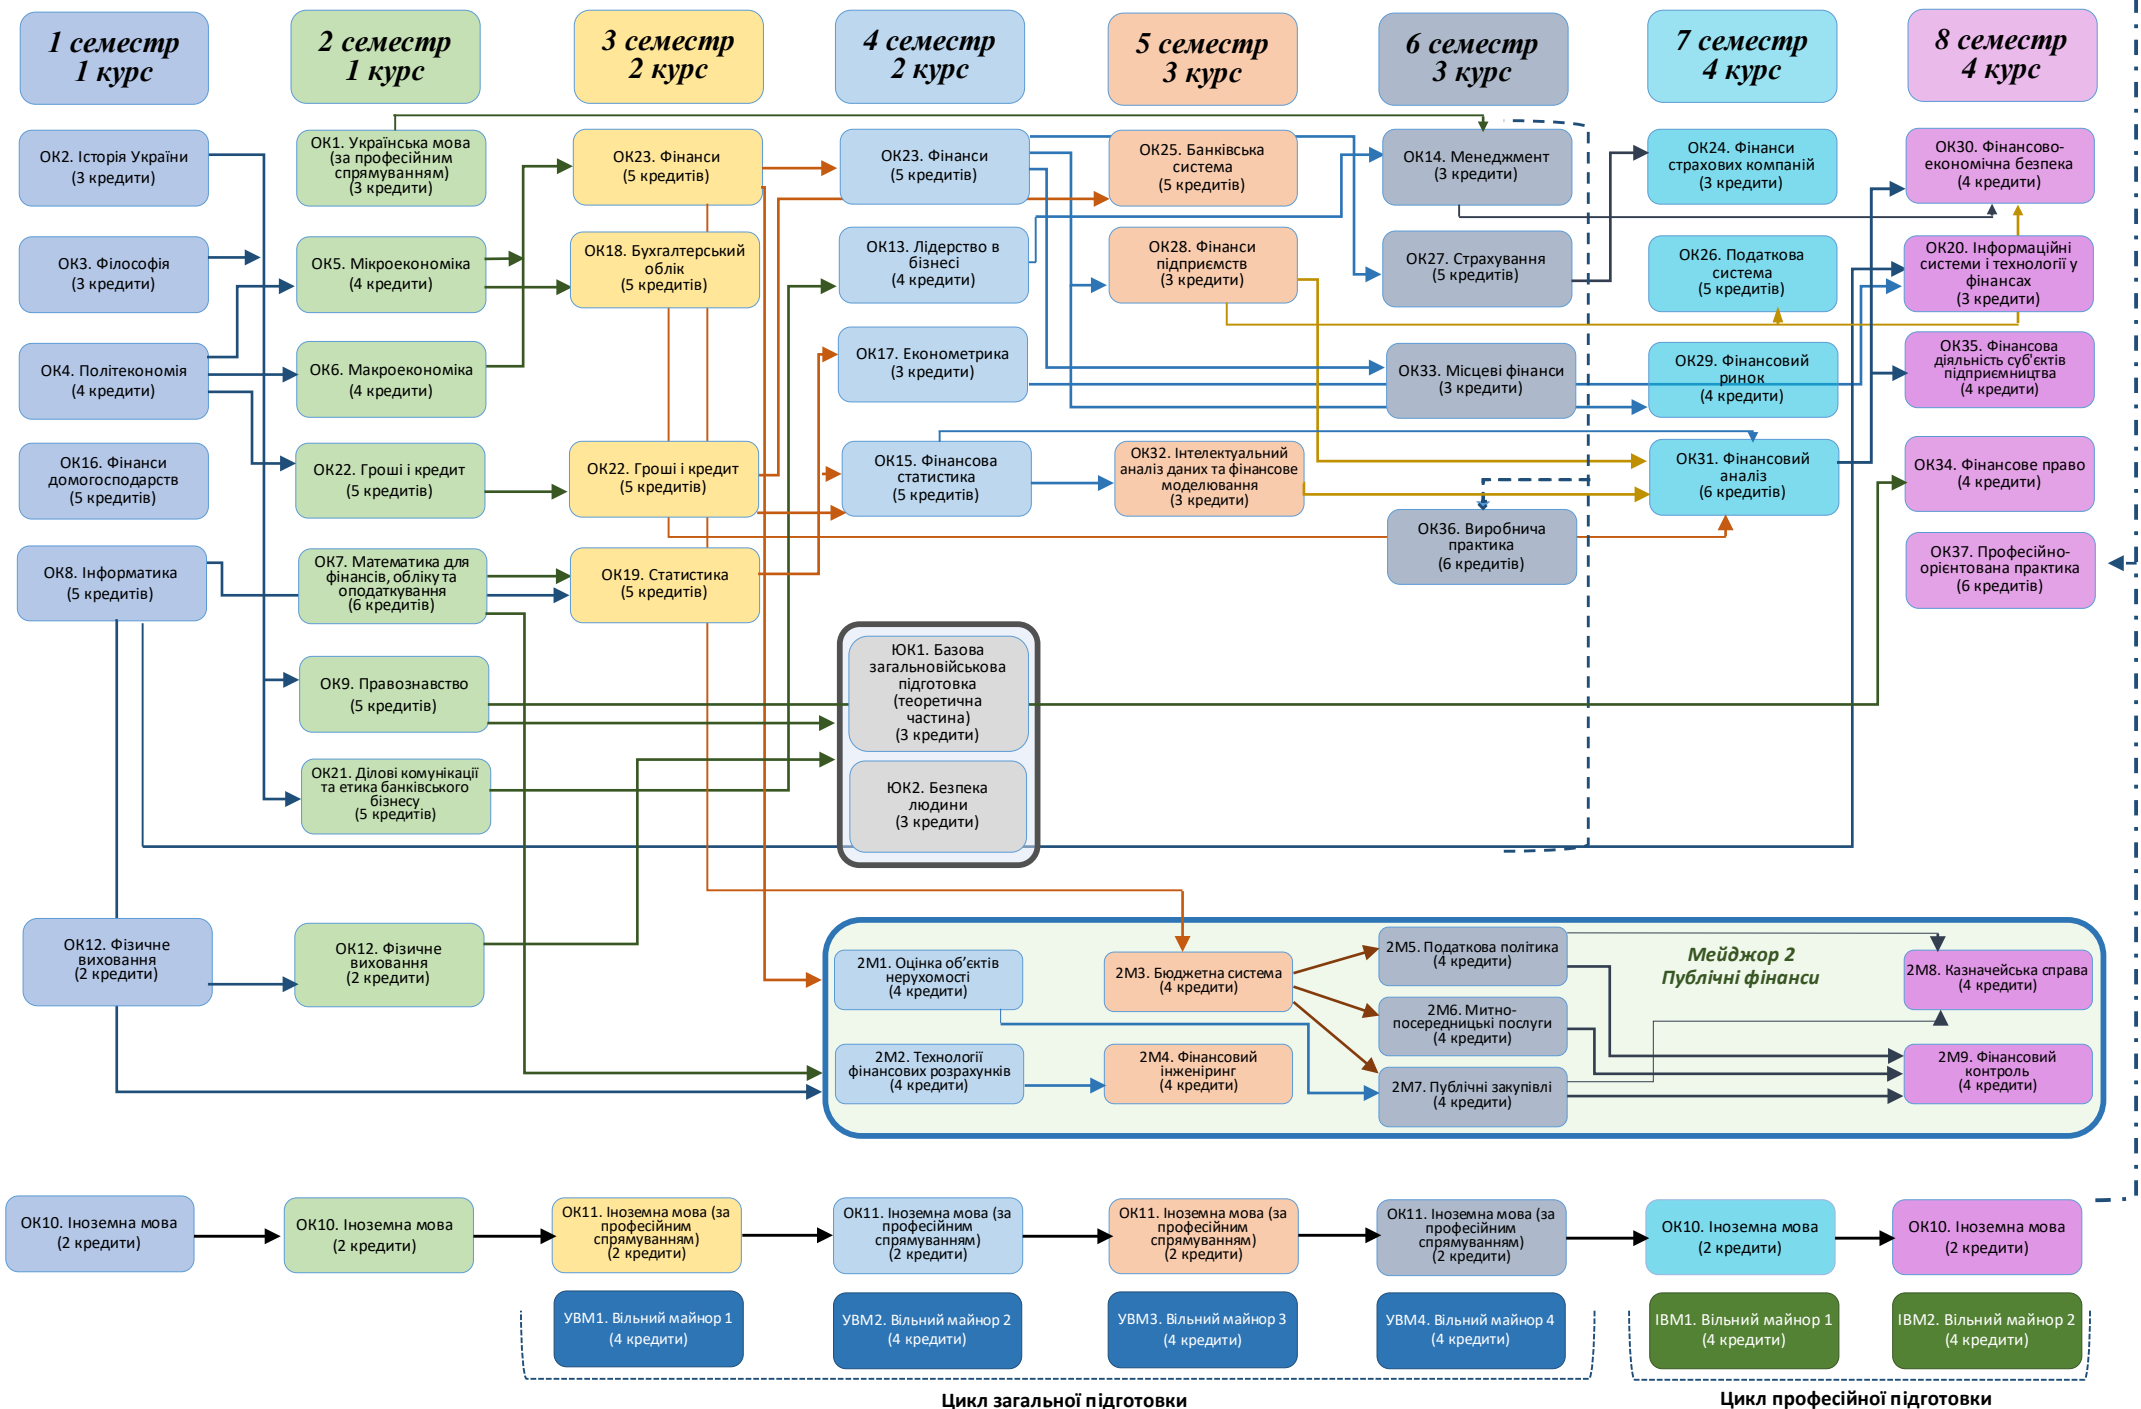 1 семестр
1 курс
2 семестр
1 курс
3 семестр
2 курс
4 семестр
2 курс
5 семестр
3 курс
6 семестр
3 курс
7 семестр
4 курс
8 семестр
4 курс
ОК2. Історія України
(3 кредити)
ОК3. Філософія
(3 кредити)
ОК4. Політекономія
(4 кредити)
ОК16. Фінанси
домогосподарств
(5 кредитів)
ОК8. Інформатика
(5 кредитів)
ОК12. Фізичне
виховання
(2 кредити)
ОК1. Українська мова
(за професійним
спрямуванням)
(3 кредити)
ОК5. Мікроекономіка
(4 кредити)
ОК6. Макроекономіка
(4 кредити)
ОК22. Гроші і кредит
(5 кредитів)
ОК7. Математика для
фінансів, обліку та
оподаткування
(6 кредитів)
ОК9. Правознавство
(5 кредитів)
ОК21. Ділові комунікації
та етика банківського
бізнесу
(5 кредитів)
ОК12. Фізичне
виховання
(2 кредити)
ОК23. Фінанси
(5 кредитів)
ОК18. Бухгалтерський
облік
(5 кредитів)
ОК22. Гроші і кредит
(5 кредитів)
ОК19. Статистика
(5 кредитів)
ОК23. Фінанси
(5 кредитів)
ОК13. Лідерство в
бізнесі
(4 кредити)
ОК17. Економетрика
(3 кредити)
ОК15. Фінансова
статистика
(5 кредитів)
ЮК1. Базова
загальновійськова
підготовка
(теоретична
частина)
(3 кредити)
ЮК2. Безпека
людини
(3 кредити)
ОК25. Банківська
система
(5 кредитів)
ОК28. Фінанси
підприємств
(3 кредити)
ОК32. Інтелектуальний
аналіз даних та фінансове
моделювання
(3 кредити)
ОК14. Менеджмент
(3 кредити)
ОК27. Страхування
(5 кредитів)
ОК33. Місцеві фінанси
(3 кредити)
ОК36. Виробнича
практика
(6 кредитів)
ОК24. Фінанси
страхових компаній
(3 кредити)
ОК26. Податкова
система
(5 кредитів)
ОК29. Фінансовий
ринок
(4 кредити)
ОК31. Фінансовий
аналіз
(6 кредитів)
ОК30. Фінансово-
економічна безпека
(4 кредити)
ОК20. Інформаційні
системи і технології у
фінансах
(3 кредити)
ОК35. Фінансова
діяльність суб'єктів
підприємництва
(4 кредити)
ОК34. Фінансове право
(4 кредити)
ОК37. Професійно-
орієнтована практика
(6 кредитів)
Мейджор 2
Публічні фінанси
2М1. Оцінка об’єктів
нерухомості
(4 кредити)
2М2. Технології
фінансових розрахунків
(4 кредити)
2М3. Бюджетна система
(4 кредити)
2М4. Фінансовий
інженіринг
(4 кредити)
2М5. Податкова політика
(4 кредити)
2М6. Митно-
посередницькі послуги
(4 кредити)
2М7. Публічні закупівлі
(4 кредити)
2М8. Казначейська справа
(4 кредити)
2М9. Фінансовий
контроль
(4 кредити)
ОК10. Іноземна мова
(2 кредити)
ОК10. Іноземна мова
(2 кредити)
ОК11. Іноземна мова (за
професійним
спрямуванням)
(2 кредити)
ОК11. Іноземна мова (за
професійним
спрямуванням)
(2 кредити)
ОК11. Іноземна мова (за
професійним
спрямуванням)
(2 кредити)
ОК11. Іноземна мова (за
професійним
спрямуванням)
(2 кредити)
ОК10. Іноземна мова
(2 кредити)
ОК10. Іноземна мова
(2 кредити)
УВМ1. Вільний майнор 1
(4 кредити)
УВМ2. Вільний майнор 2
(4 кредити)
УВМ3. Вільний майнор 3
(4 кредити)
УВМ4. Вільний майнор 4
(4 кредити)
ІВМ1. Вільний майнор 1
(4 кредити)
ІВМ2. Вільний майнор 2
(4 кредити)
Цикл загальної підготовки
Цикл професійної підготовки